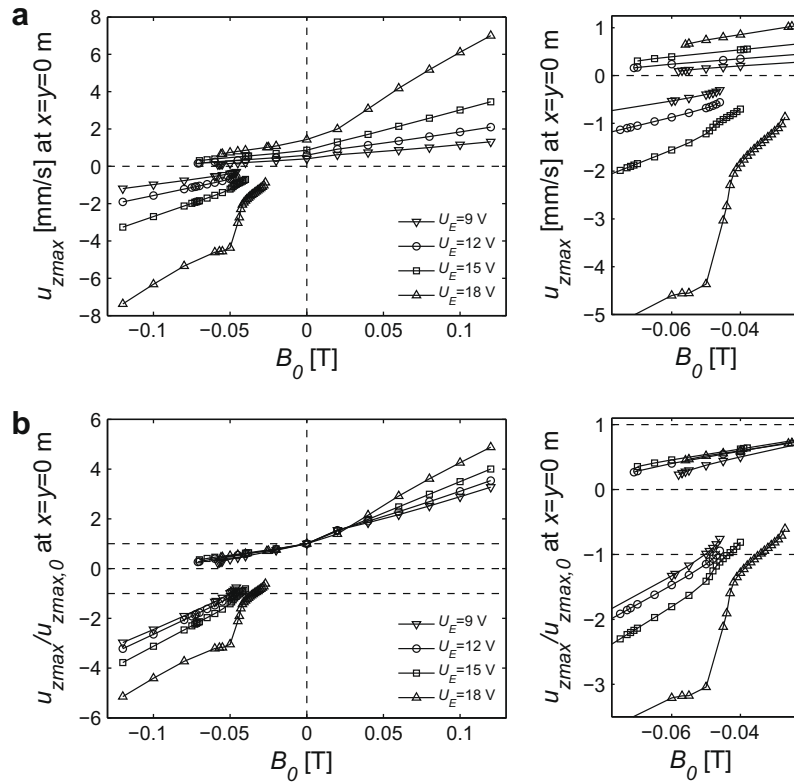 a
u_zmax [mm/s] at x=y=0 m
8
6
4
2
0
−2
−4
−6
−8
−0.1
−0.05
0
0.05
0.1
B_0 [T]
U_E=9 V
U_E=12 V
U_E=15 V
U_E=18 V
u_zmax [mm/s] at x=y=0 m
1
0
−1
−2
−3
−4
−5
−0.06
−0.04
B_0 [T]
b
u_zmax/u_zmax,0 at x=y=0 m
6
4
2
0
−2
−4
−6
−0.1
−0.05
0
0.05
0.1
B_0 [T]
U_E=9 V
U_E=12 V
U_E=15 V
U_E=18 V
u_zmax/u_zmax,0 at x=y=0 m
1
0
−1
−2
−3
−0.06
−0.04
B_0 [T]